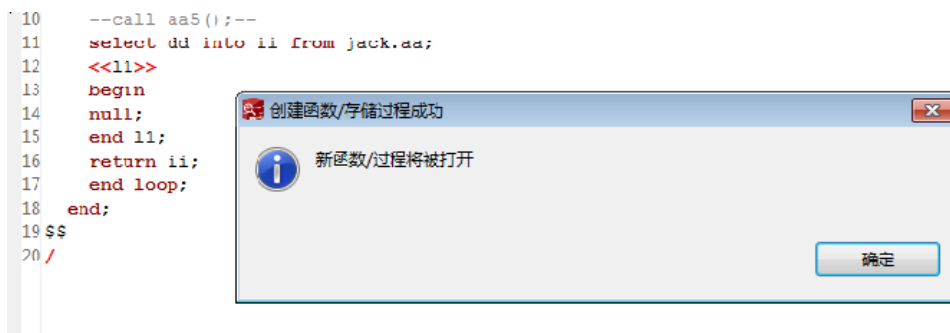 10 --call aa5();--
11 select dd into ii from jack.aa;
12 <<l1>>
13 begin
14 null;
15 end l1;
16 return ii;
17 end loop;
18 end;
19 $$
20 /
创建函数/存储过程成功
新函数/过程将被打开
确定